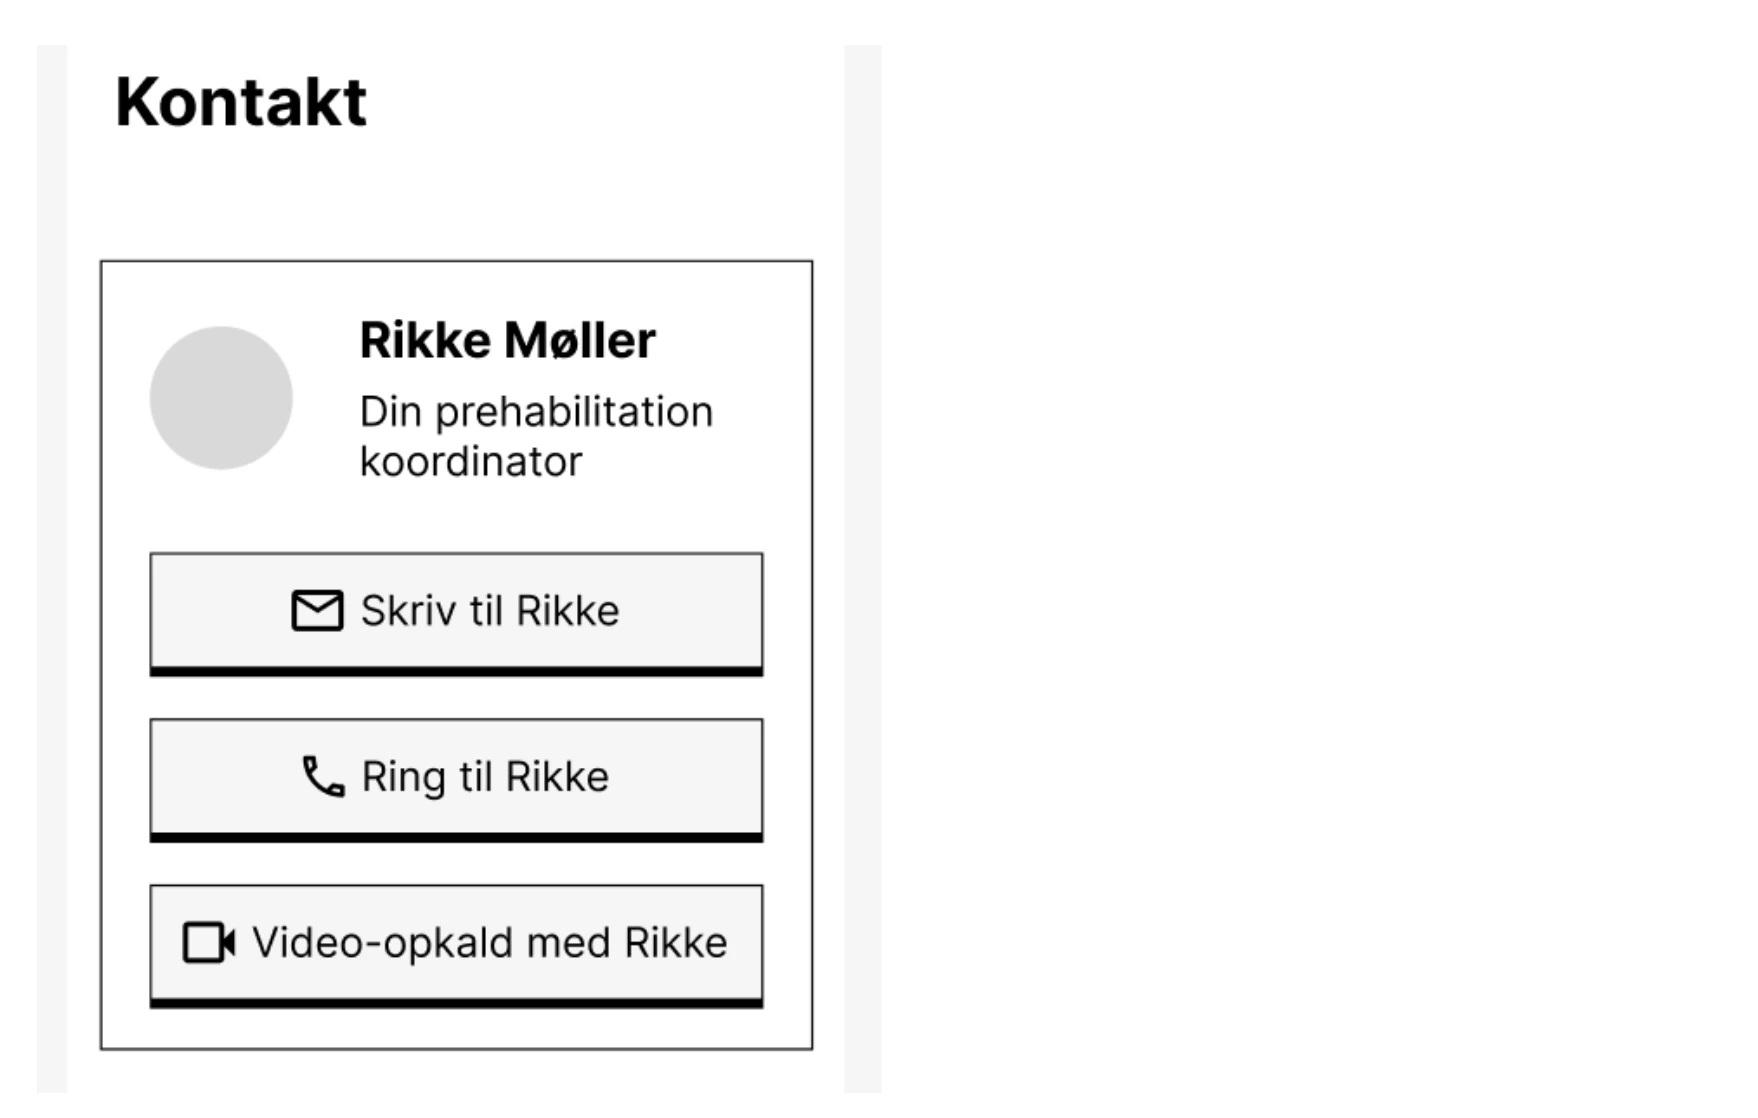 Kontakt
Rikke Møller
Din prehabilitation
koordinator
Skriv til Rikke
Ring til Rikke
Video-opkald med Rikke